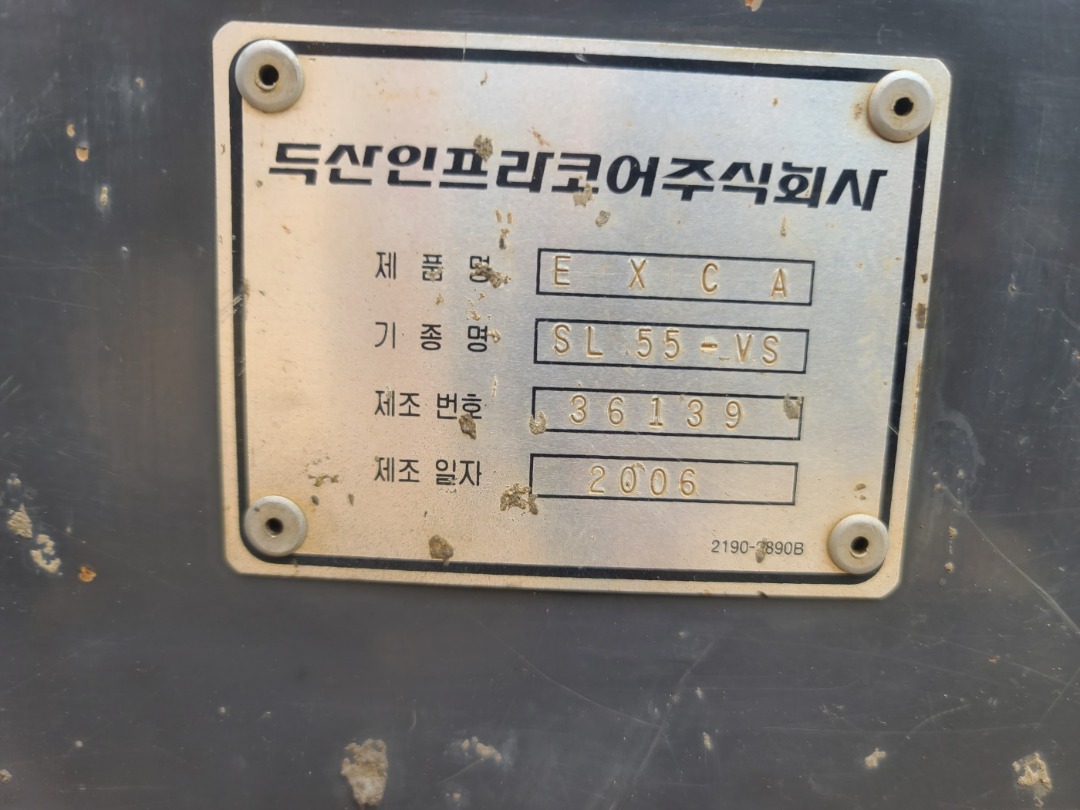 두산인프라코어주식회사
제 품 명 E X C A
기 종 명 SL 55-VS
제조 번호 36139
제조 일자 2006